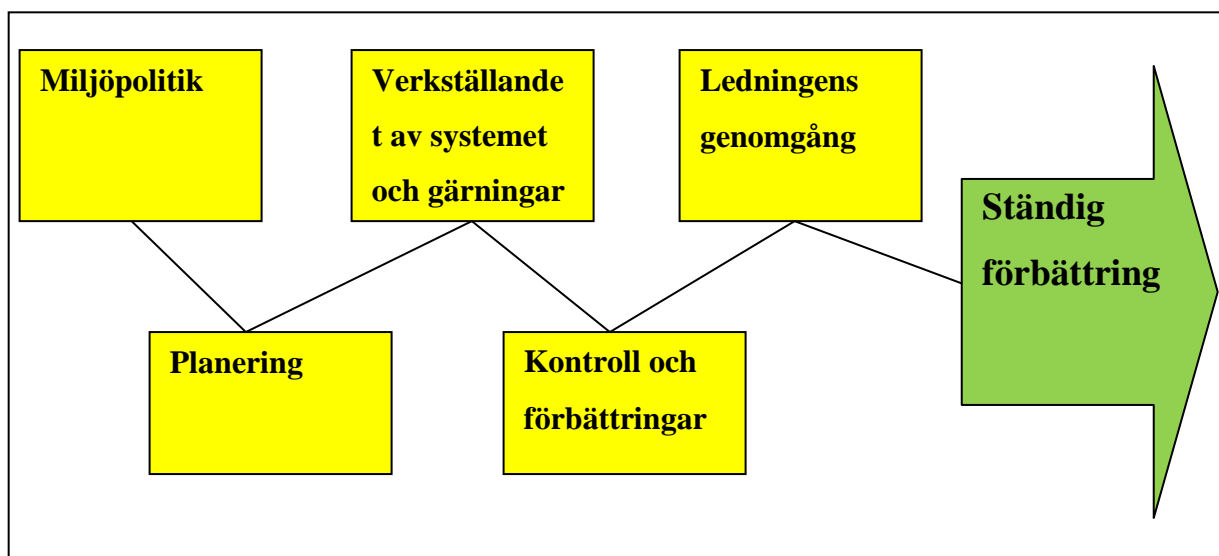 Miljöpolitik
Verkställande
t av systemet
och gärningar
Ledningens
genomgång
Ständig
förbättring
Planering
Kontroll och
förbättringar